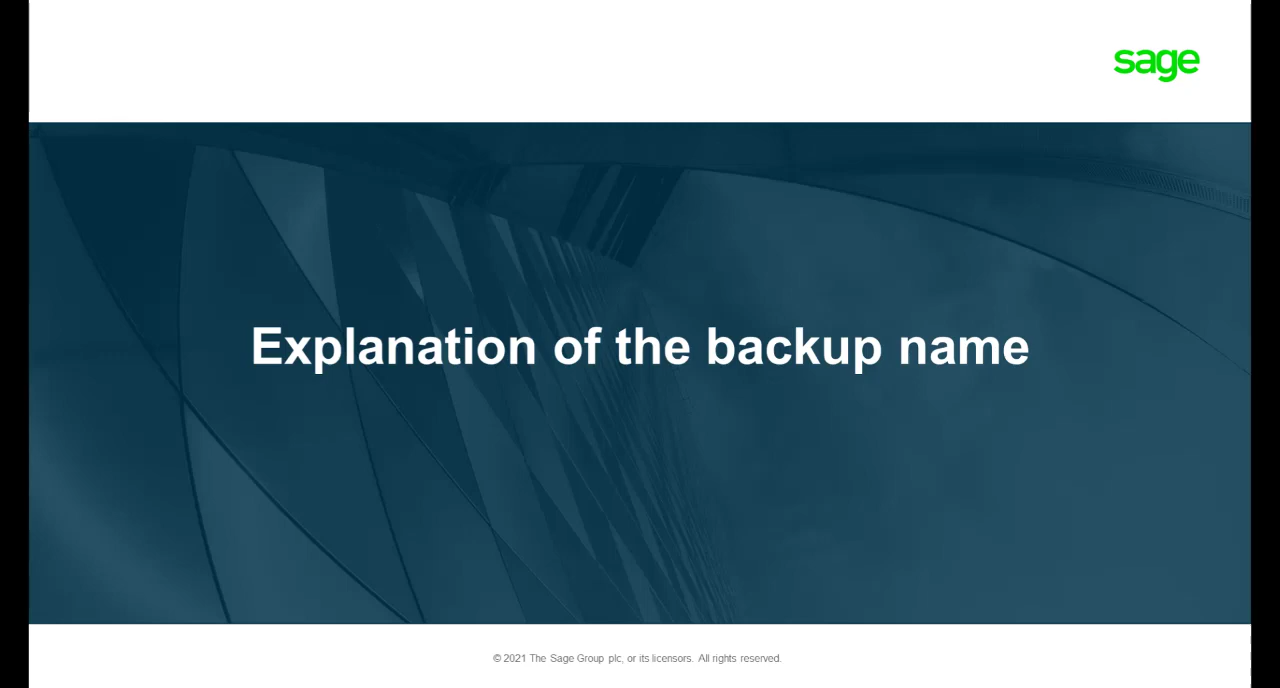 sage
Explanation of the backup name
© 2021 The Sage Group plc, or its licensors. All rights reserved.